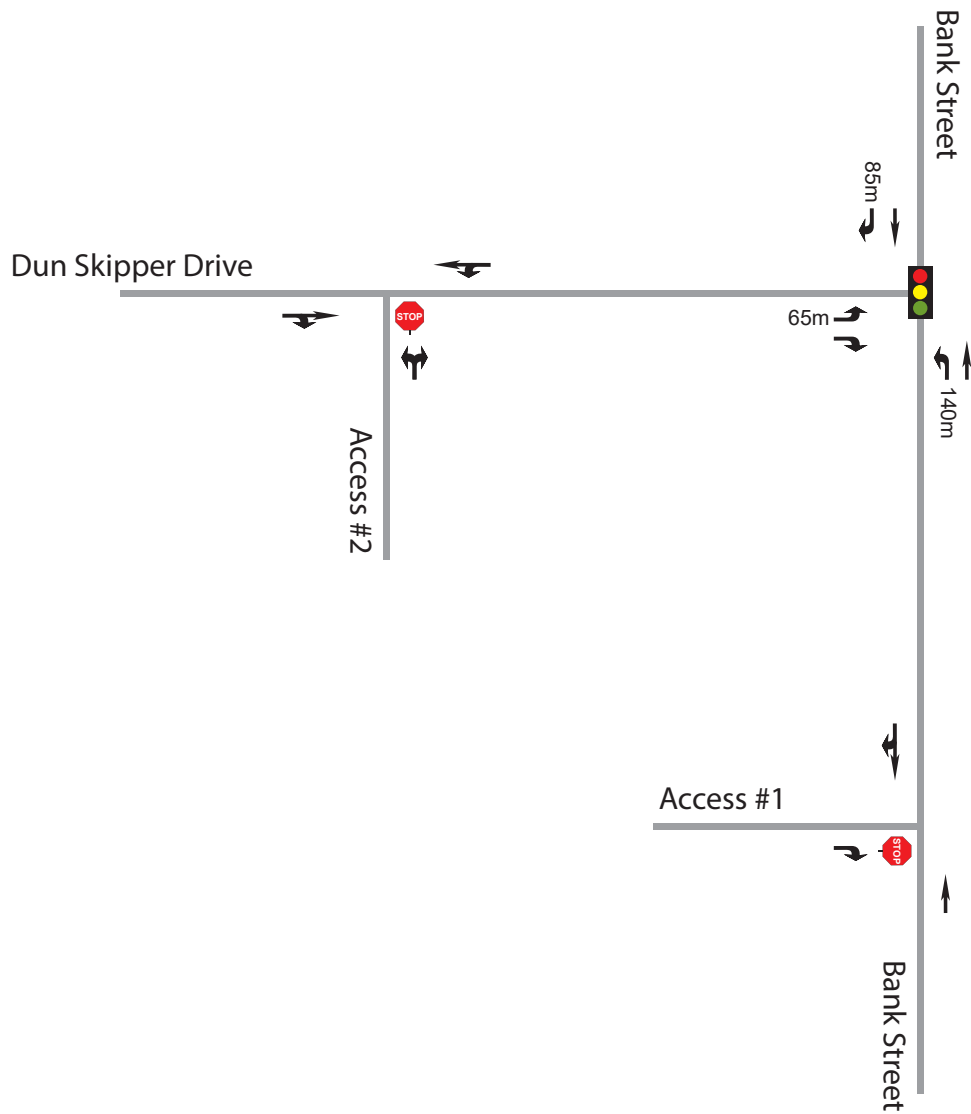 Bank Street
85m
Dun Skipper Drive
STOP
65m
140m
Access #2
Access #1
STOP
Bank Street